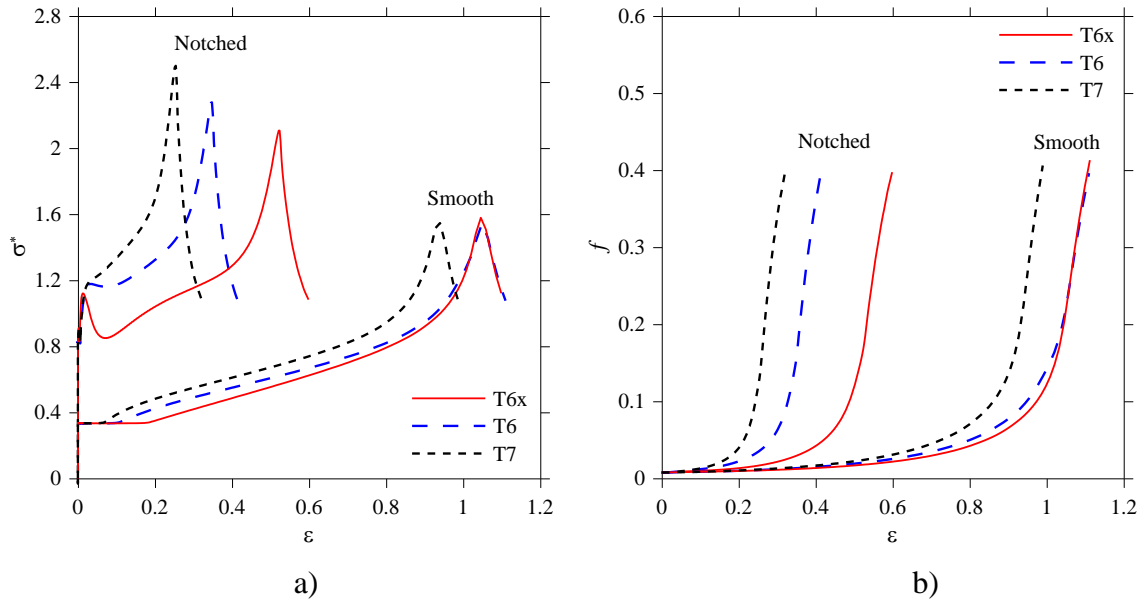 2.8
2.4
2
1.6
1.2
0.8
0.4
0
σ*
Notched
Smooth
T6x
T6
T7
0 0.2 0.4 0.6 0.8 1 1.2
ε
a)
0.6
0.5
0.4
0.3
0.2
0.1
0
f
T6x
T6
T7
Notched Smooth
0 0.2 0.4 0.6 0.8 1 1.2
ε
b)